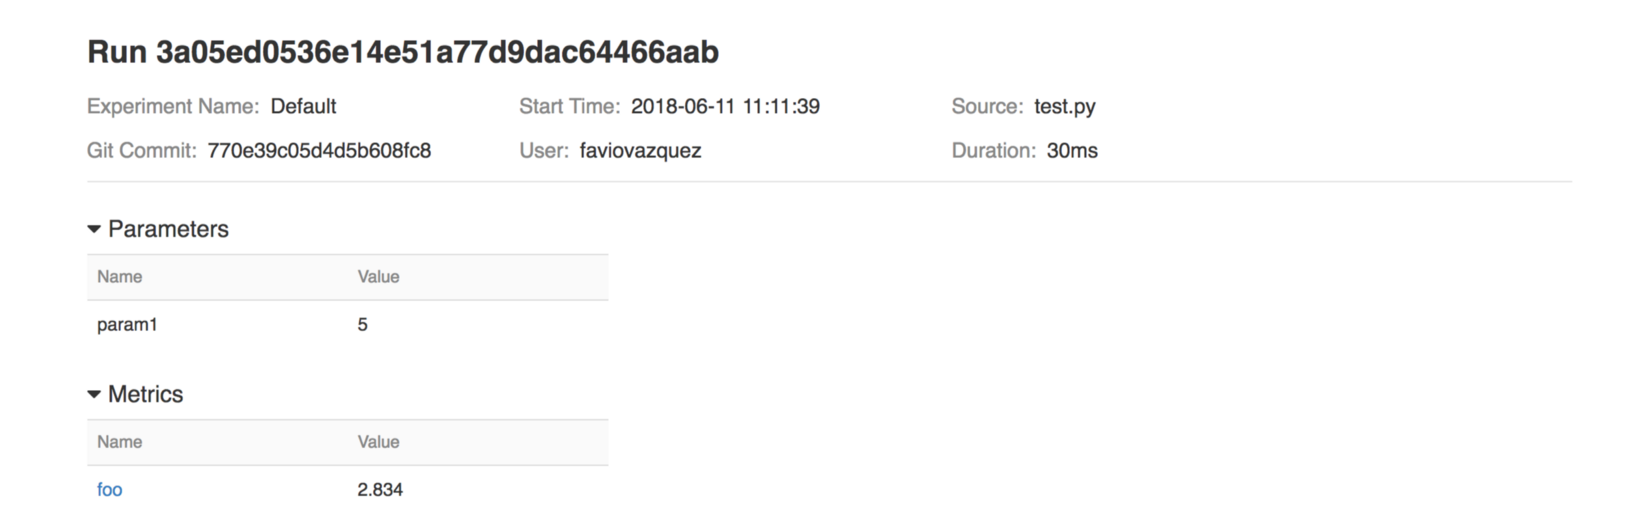 Run 3a05ed0536e14e51a77d9dac64466aab
Experiment Name: Default Start Time: 2018-06-11 11:11:39 Source: test.py
Git Commit: 770e39c05d4d5b608fc8 User: faviovazquez Duration: 30ms
Parameters
Name Value
param1 5
Metrics
Name Value
foo 2.834